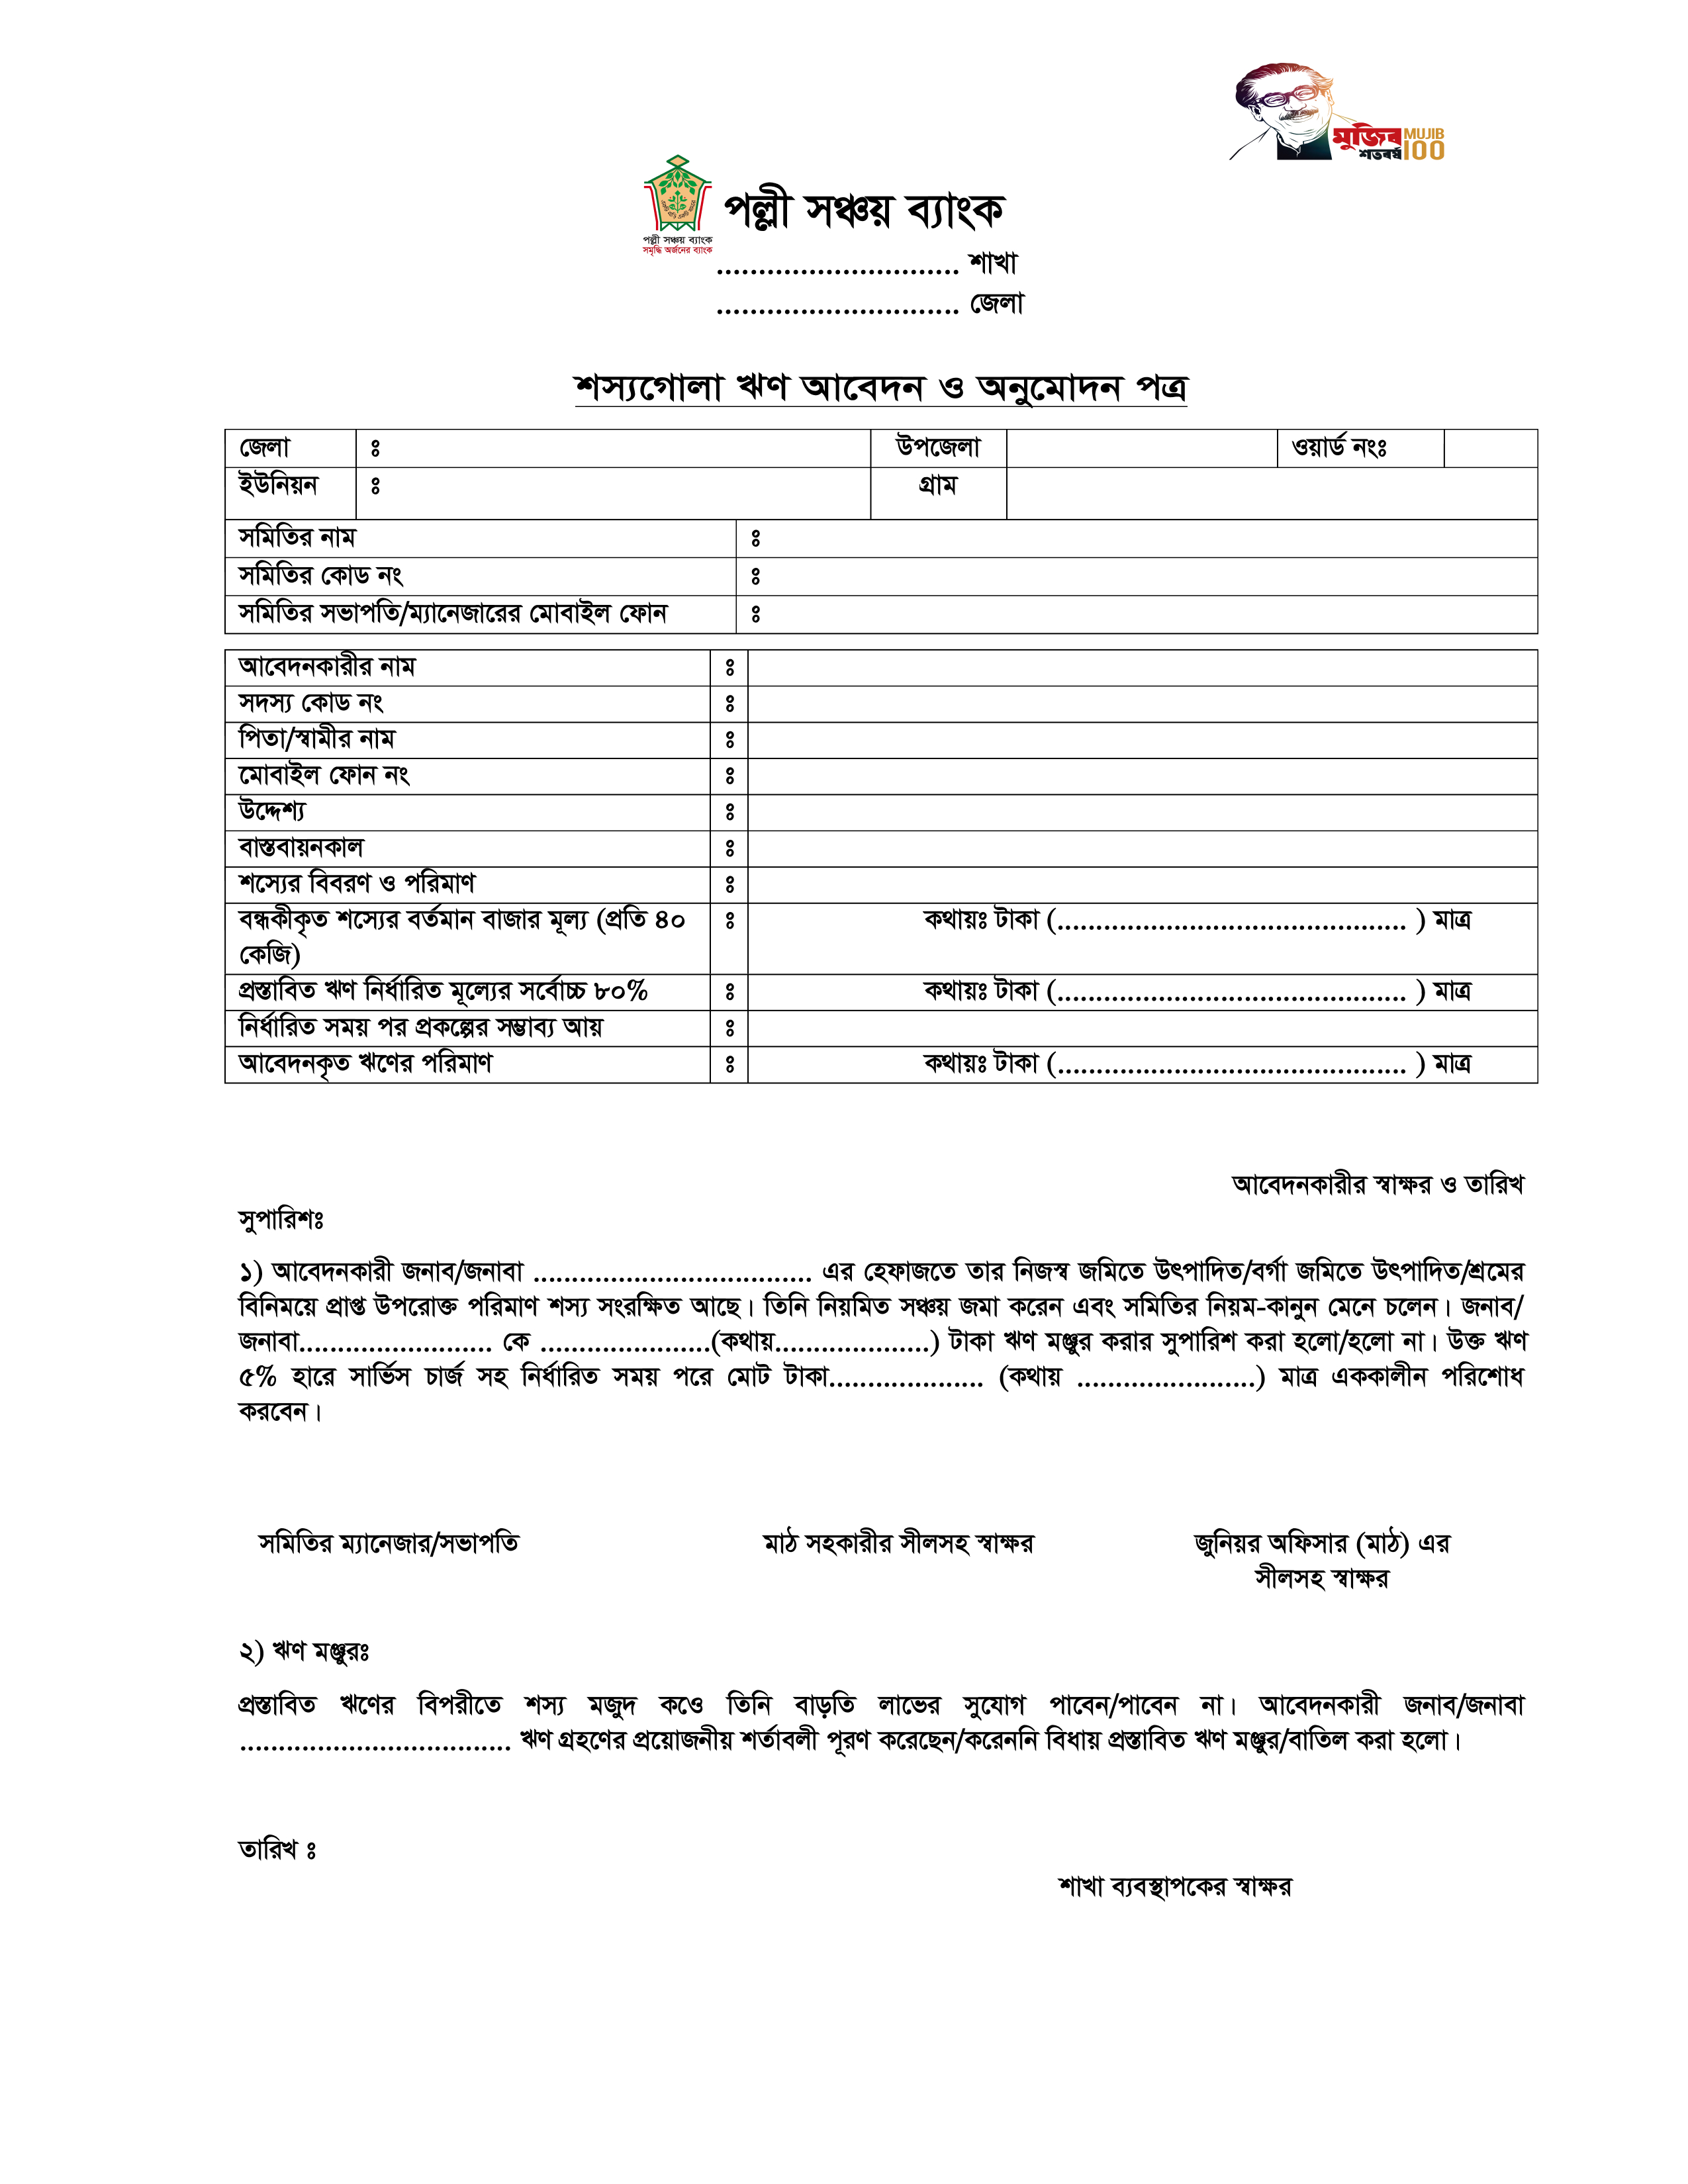 মুজিব MUJIB
শতবর্ষ 100
পল্লী সঞ্চয় ব্যাংক
পল্লী সঞ্চয় ব্যাংক
সমৃদ্ধি অর্জনের ব্যাংক
............................. শাখা
............................. জেলা
শস্যগোলা ঋণ আবেদন ও অনুমোদন পত্র
জেলা ঃ উপজেলা ওয়ার্ড নংঃ
ইউনিয়ন ঃ গ্রাম
সমিতির নাম ঃ
সমিতির কোড নং ঃ
সমিতির সভাপতি/ম্যানেজারের মোবাইল ফোন ঃ
আবেদনকারীর নাম ঃ
সদস্য কোড নং ঃ
পিতা/স্বামীর নাম ঃ
মোবাইল ফোন নং ঃ
উদ্দেশ্য ঃ
বাস্তবায়নকাল ঃ
শস্যের বিবরণ ও পরিমাণ ঃ
বন্ধকীকৃত শস্যের বর্তমান বাজার মূল্য (প্রতি ৪০ ঃ কথায়ঃ টাকা (............................................ ) মাত্র
কেজি)
প্রস্তাবিত ঋণ নির্ধারিত মূল্যের সর্বোচ্চ ৮০% ঃ কথায়ঃ টাকা (............................................ ) মাত্র
নির্ধারিত সময় পর প্রকল্পের সম্ভাব্য আয় ঃ
আবেদনকৃত ঋণের পরিমাণ ঃ কথায়ঃ টাকা (............................................ ) মাত্র
আবেদনকারীর স্বাক্ষর ও তারিখ
সুপারিশঃ
১) আবেদনকারী জনাব/জনাবা .................................... এর হেফাজতে তার নিজস্ব জমিতে উৎপাদিত/বর্গা জমিতে উৎপাদিত/শ্রমের
বিনিময়ে প্রাপ্ত উপরোক্ত পরিমাণ শস্য সংরক্ষিত আছে। তিনি নিয়মিত সঞ্চয় জমা করেন এবং সমিতির নিয়ম-কানুন মেনে চলেন। জনাব/
জনাবা......................... কে ......................(কথায়....................) টাকা ঋণ মঞ্জুর করার সুপারিশ করা হলো/হলো না। উক্ত ঋণ
৫% হারে সার্ভিস চার্জ সহ নির্ধারিত সময় পরে মোট টাকা.................... (কথায় .......................) মাত্র এককালীন পরিশোধ
করবেন।
সমিতির ম্যানেজার/সভাপতি মাঠ সহকারীর সীলসহ স্বাক্ষর জুনিয়র অফিসার (মাঠ) এর
সীলসহ স্বাক্ষর
২) ঋণ মঞ্জুরঃ
প্রস্তাবিত ঋণের বিপরীতে শস্য মজুদ কওে তিনি বাড়তি লাভের সুযোগ পাবেন/পাবেন না। আবেদনকারী জনাব/জনাবা
................................... ঋণ গ্রহণের প্রয়োজনীয় শর্তাবলী পূরণ করেছেন/করেননি বিধায় প্রস্তাবিত ঋণ মঞ্জুর/বাতিল করা হলো।
তারিখ ঃ
শাখা ব্যবস্থাপকের স্বাক্ষর